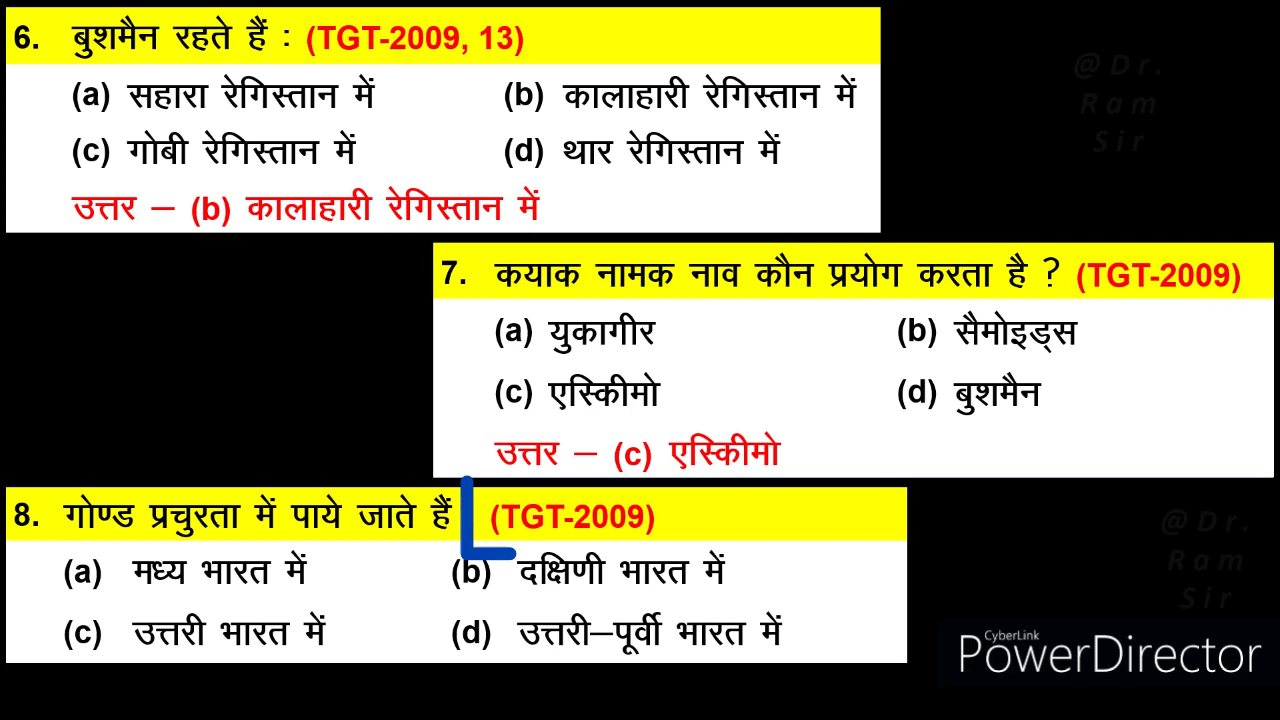 6. बुशमैन रहते हैं : (TGT-2009, 13)
(a) सहारा रेगिस्तान में (b) कालाहारी रेगिस्तान में
(c) गोबी रेगिस्तान में (d) थार रेगिस्तान में
उत्तर – (b) कालाहारी रेगिस्तान में
@Dr.
Ram
Sir
7. कयाक नामक नाव कौन प्रयोग करता है ? (TGT-2009)
(a) युकागीर (b) सैमोइड्स
(c) एस्किीमो (d) बुशमैन
उत्तर – (c) एस्किीमो
8. गोण्ड प्रचुरता में पाये जाते हैं (TGT-2009)
(a) मध्य भारत में (b) दक्षिणी भारत में
(c) उत्तरी भारत में (d) उत्तरी–पूर्वी भारत में
@Dr.
Ram
Sir
CyberLink
PowerDirector